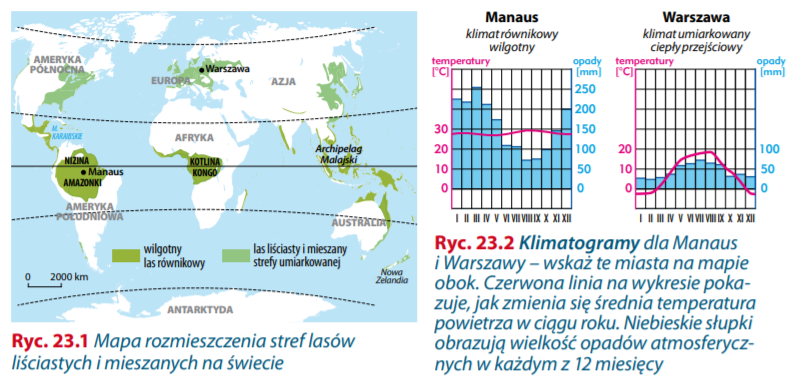 AMERYKA
PÓŁNOCNA
EUROPA
Warszawa
AZJA
M.
KARAIBSKIE
AFRYKA
Archipelag
Malajski
NIZINA
Manaus
AMAZONKI
KOTLINA
KONGO
AMERYKA
POŁUDNIOWA
AUSTRALIA
wilgotny
las równikowy
las liściasty i mieszany
strefy umiarkowanej
0 2000 km
Nowa
Zelandia
ANTARKTYDA
Ryc. 23.1 Mapa rozmieszczenia stref lasów
liściastych i mieszanych na świecie
Manaus
klimat równikowy
wilgotny
temperatury
[°C]
opady
[mm]
30
20
10
0
250
200
150
100
50
0
I II III IV V VI VII VIII IX X XI XII
Warszawa
klimat umiarkowany
ciepły przejściowy
temperatury
[°C]
opady
[mm]
20
10
0
100
50
0
I II III IV V VI VII VIII IX X XI XII
Ryc. 23.2 Klimatogramy dla Manaus
i Warszawy – wskaż te miasta na mapie
obok. Czerwona linia na wykresie poka-
zuje, jak zmienia się średnia temperatura
powietrza w ciągu roku. Niebieskie słupki
obrazują wielkość opadów atmosferycz-
nych w każdym z 12 miesięcy